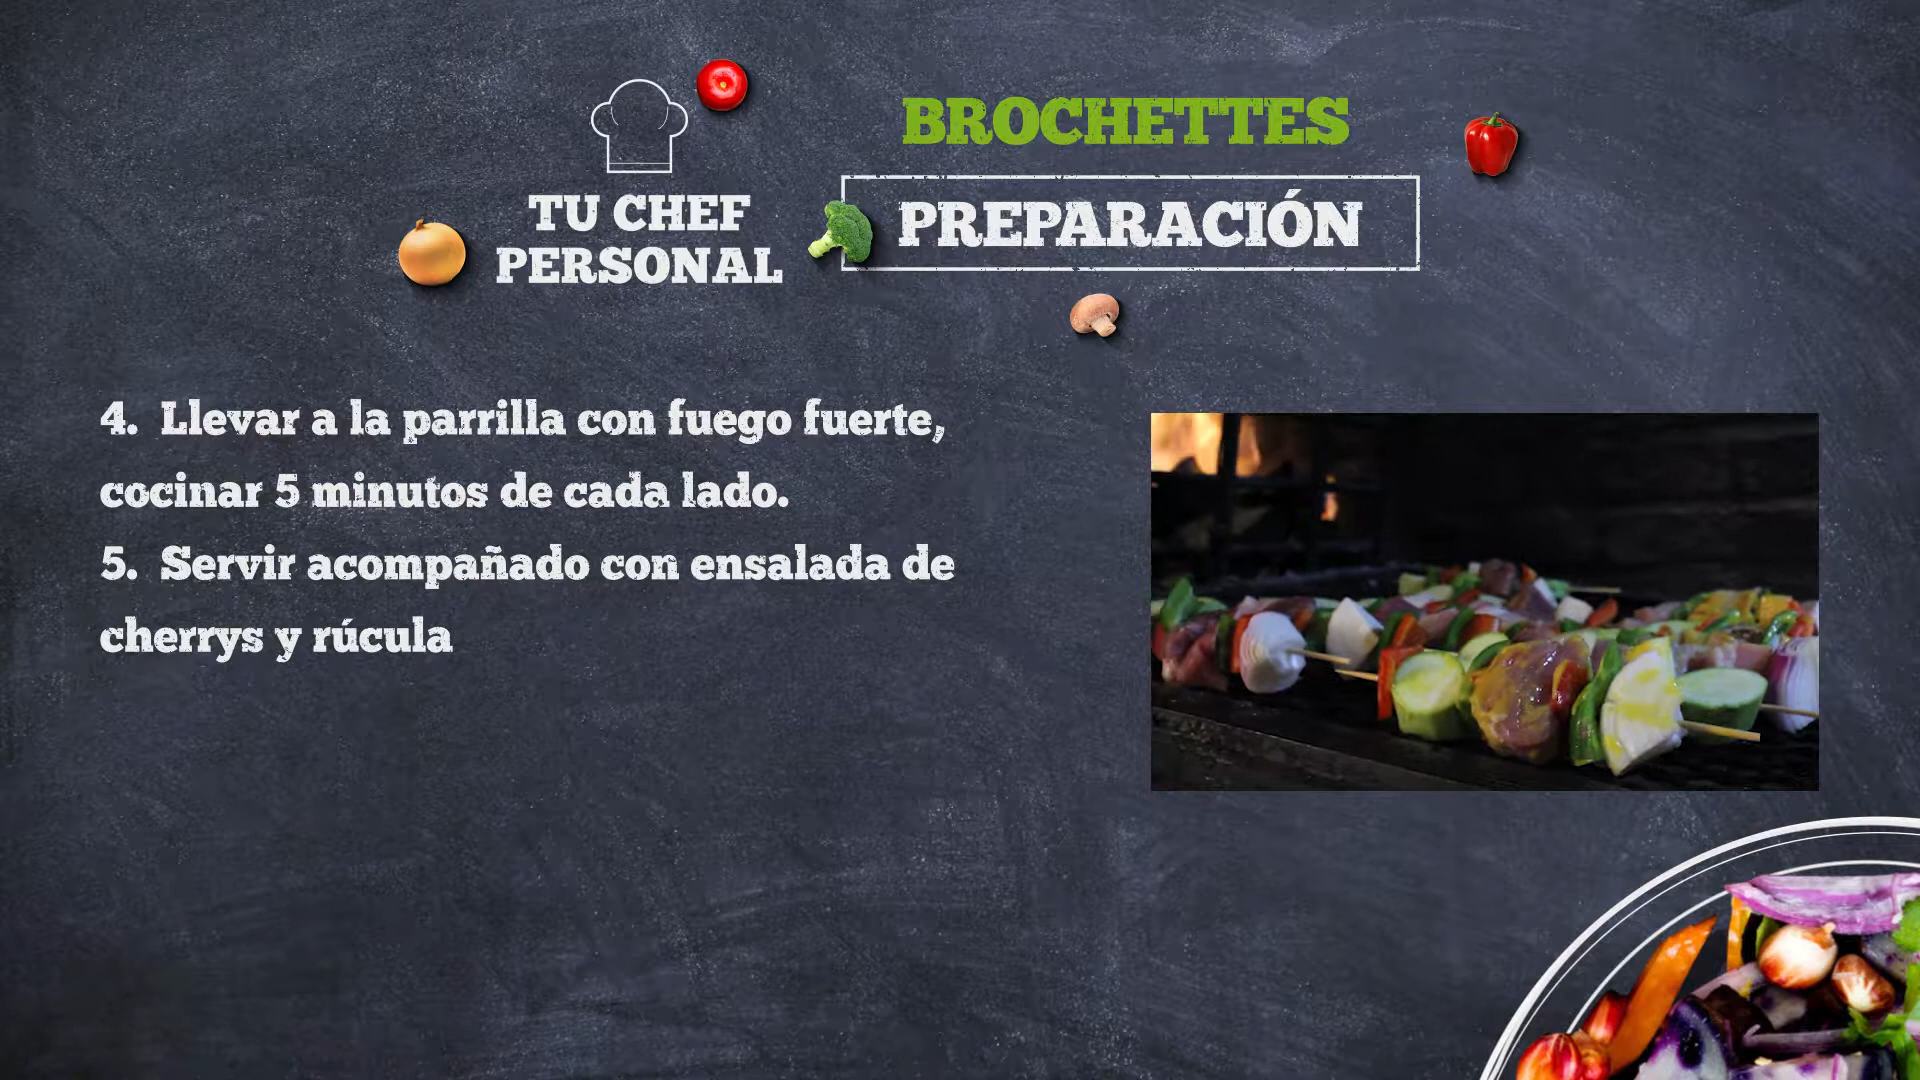 TU CHEF
PERSONAL
BROCHETTES
PREPARACIÓN
4. Llevar a la parrilla con fuego fuerte,
cocinar 5 minutos de cada lado.
5. Servir acompañado con ensalada de
cherrys y rúcula